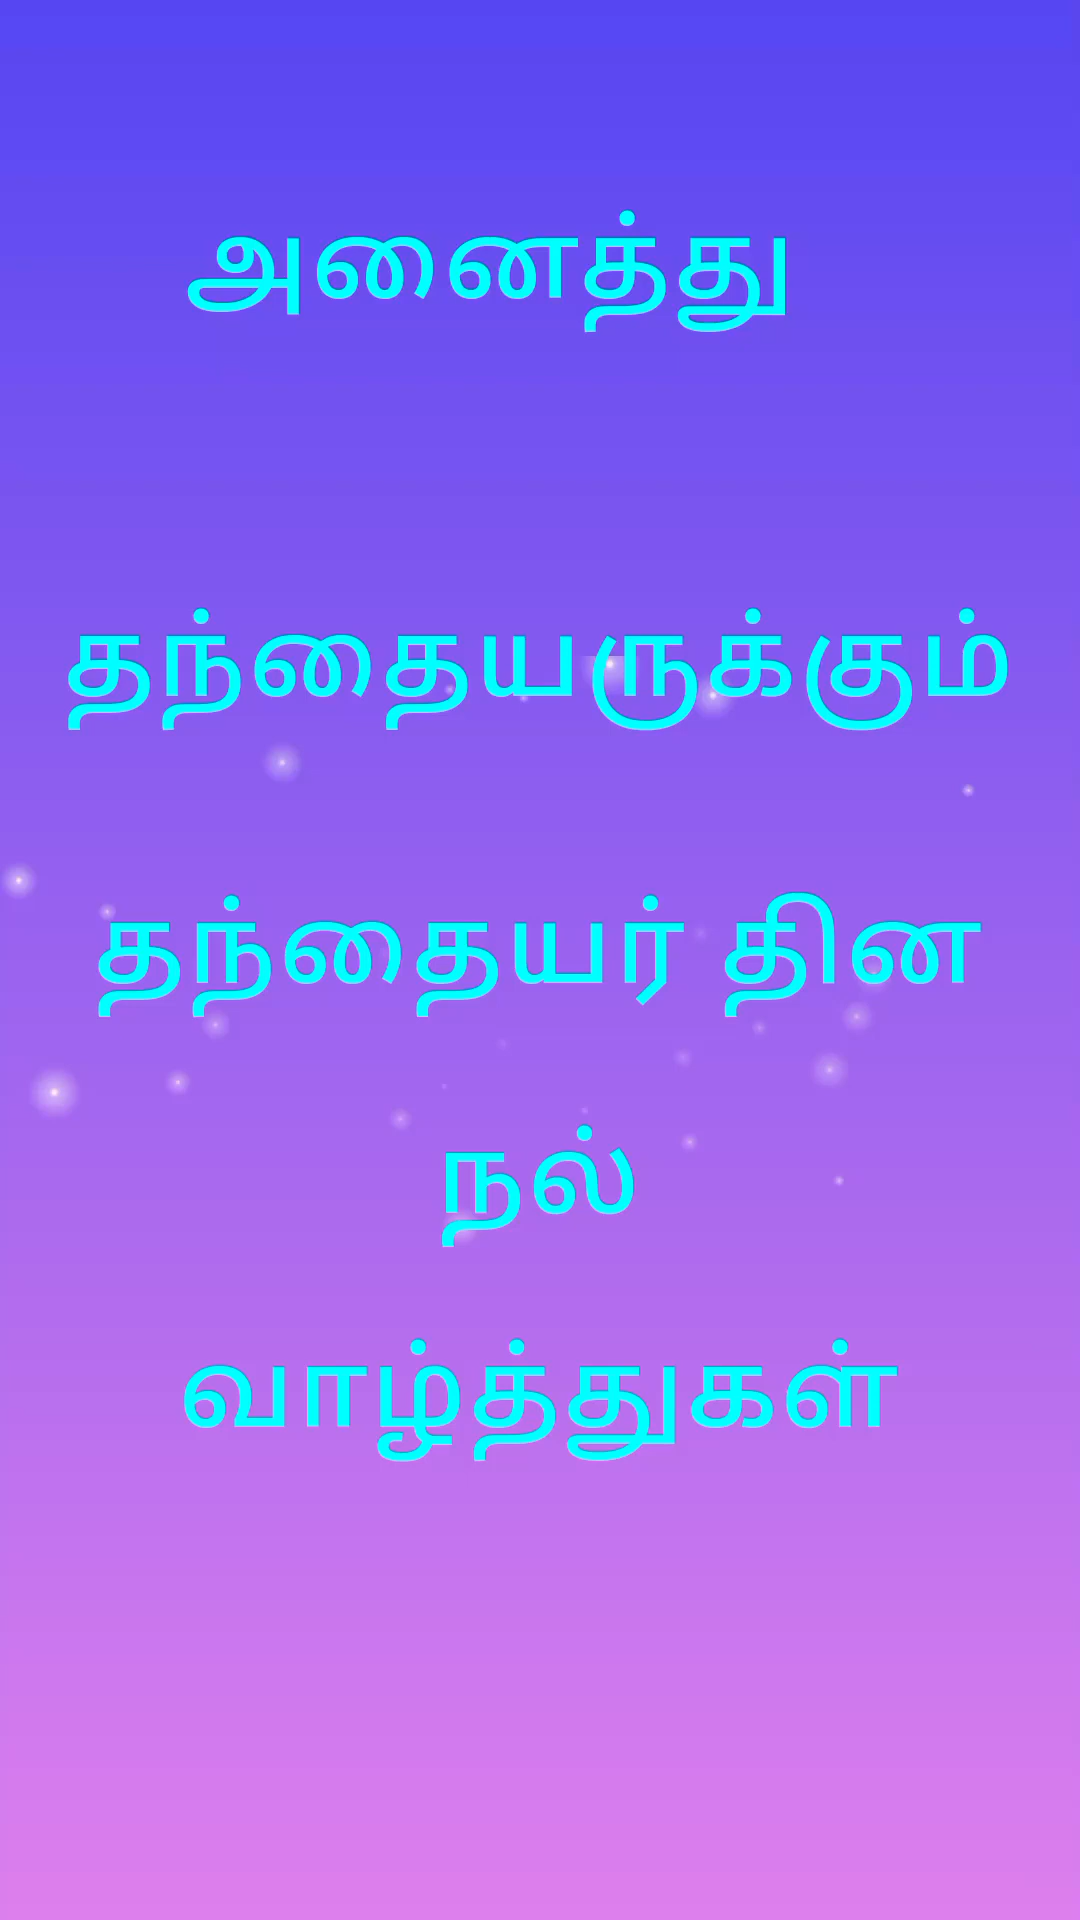 அனைத்து
தந்தையருக்கும்
தந்தையர் தின
நல்
வாழ்த்துகள்